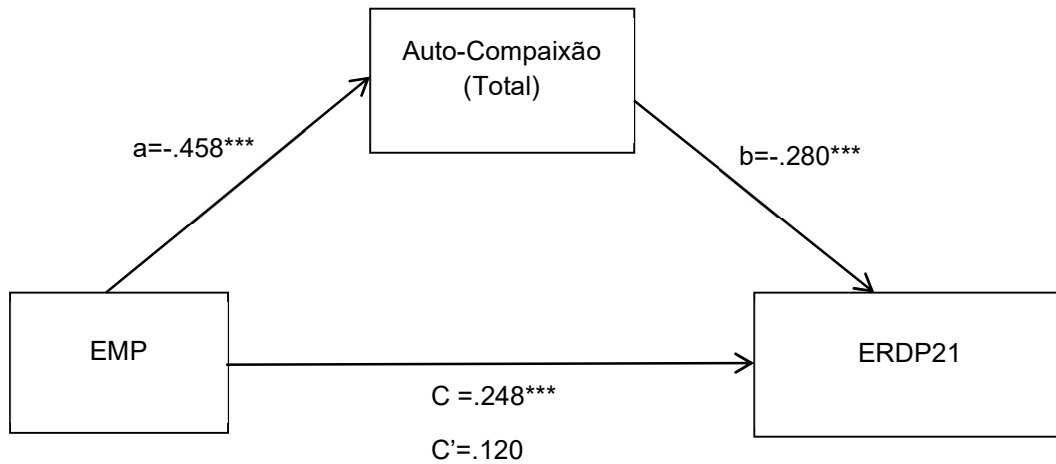 Auto-Compaixão
(Total)
a=-.458***
b=-.280***
EMP
ERDP21
C =.248***
C’=.120